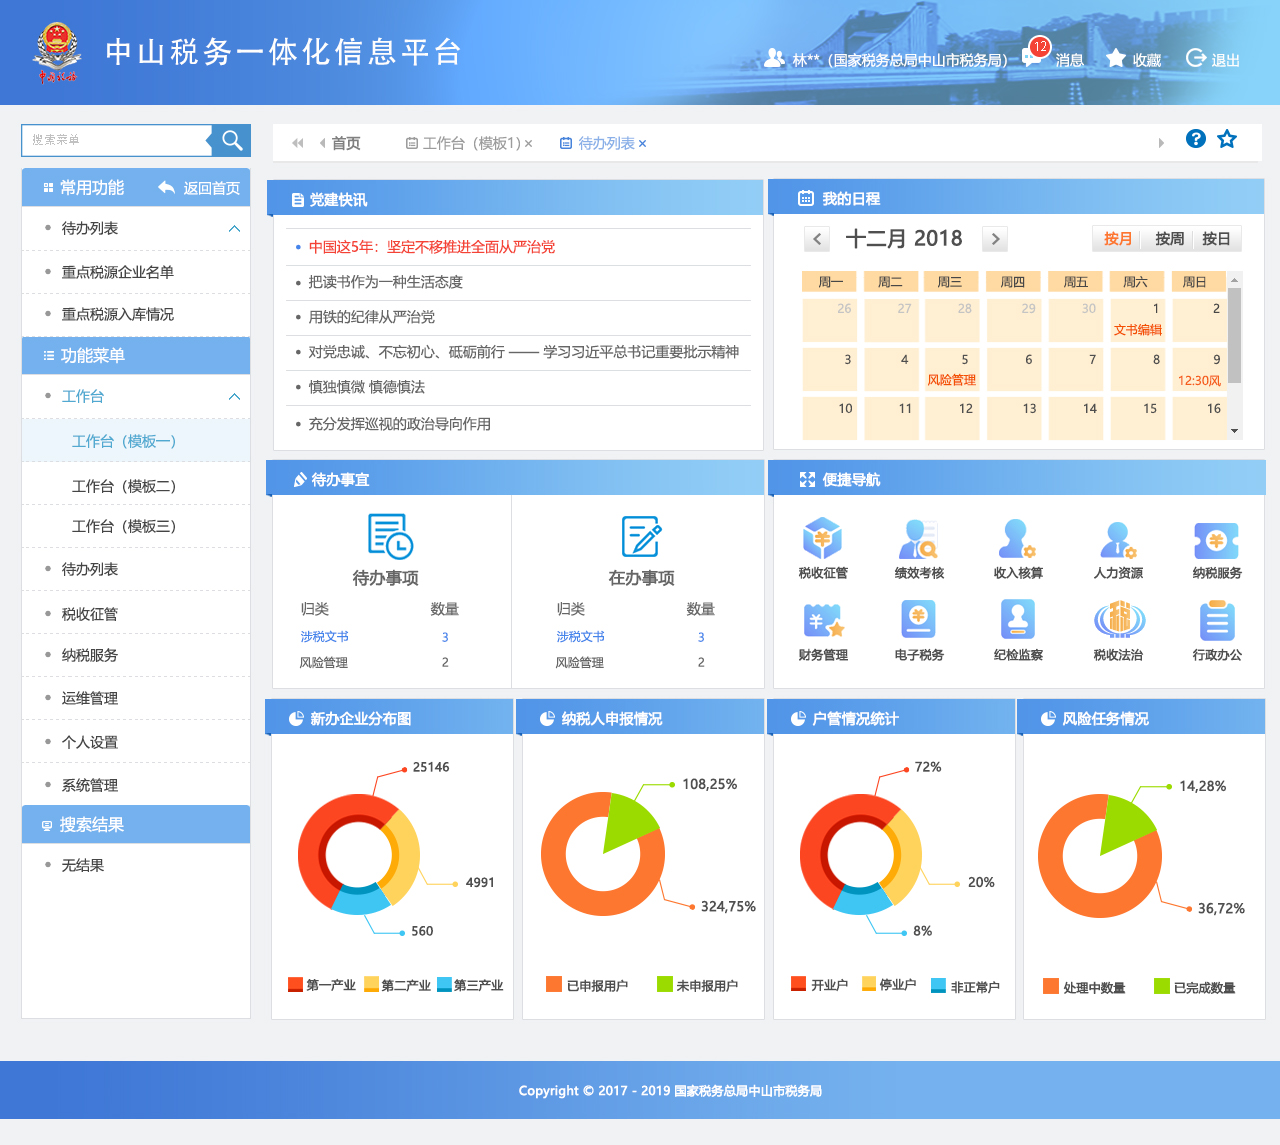 中山税务一体化信息平台
林**（国家税务总局中山市税务局）
12
消息
收藏
退出
搜索菜单
首页
工作台（模板1）×
待办列表 ×
常用功能
返回首页
待办列表
重点税源企业名单
重点税源入库情况
功能菜单
工作台
工作台（模板一）
工作台（模板二）
工作台（模板三）
待办列表
税收征管
纳税服务
运维管理
个人设置
系统管理
搜索结果
无结果
党建快讯
中国这5年：坚定不移推进全面从严治党
把读书作为一种生活态度
用铁的纪律从严治党
对党忠诚、不忘初心、砥砺前行 —— 学习习近平总书记重要批示精神
慎独慎微 慎德慎法
充分发挥巡视的政治导向作用
我的日程
十二月 2018
按月 按周 按日
周一 周二 周三 周四 周五 周六 周日
26 27 28 29 30 1 2
文书编辑
3 4 5 6 7 8 9
风险管理 12:30风
10 11 12 13 14 15 16
待办事宜
待办事项
归类 数量
涉税文书 3
风险管理 2
在办事项
归类 数量
涉税文书 3
风险管理 2
便捷导航
税收征管 绩效考核 收入核算 人力资源 纳税服务
财务管理 电子税务 纪检监察 税收法治 行政办公
新办企业分布图
25146
4991
560
第一产业 第二产业 第三产业
纳税人申报情况
108,25%
324,75%
已申报用户 未申报用户
户管情况统计
72%
20%
8%
开业户 停业户 非正常户
风险任务情况
14,28%
36,72%
处理中数量 已完成数量
Copyright © 2017 - 2019 国家税务总局中山市税务局